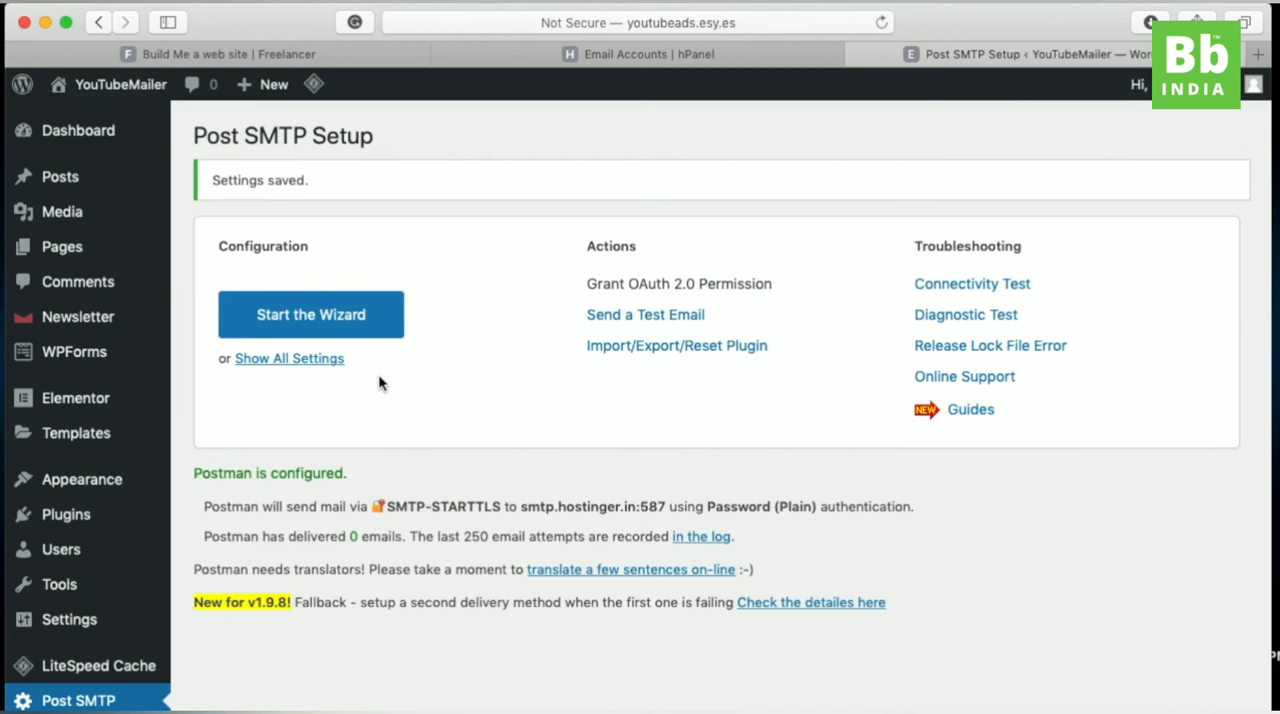 Not Secure — youtubeads.esy.es
F Build Me a web site | Freelancer
H Email Accounts | hPanel
E Post SMTP Setup ‹ YouTubeMailer —
Bb™
INDIA
YouTubeMailer 0 New
Hi,
Dashboard
Posts
Media
Pages
Comments
Newsletter
WPForms
Elementor
Templates
Appearance
Plugins
Users
Tools
Settings
LiteSpeed Cache
Post SMTP
Post SMTP Setup
Settings saved.
Configuration
Start the Wizard
or Show All Settings
Actions
Grant OAuth 2.0 Permission
Send a Test Email
Import/Export/Reset Plugin
Troubleshooting
Connectivity Test
Diagnostic Test
Release Lock File Error
Online Support
NEW Guides
Postman is configured.
Postman will send mail via SMTP-STARTTLS to smtp.hostinger.in:587 using Password (Plain) authentication.
Postman has delivered 0 emails. The last 250 email attempts are recorded in the log.
Postman needs translators! Please take a moment to translate a few sentences on-line :-)
New for v1.9.8! Fallback - setup a second delivery method when the first one is failing Check the detailes here